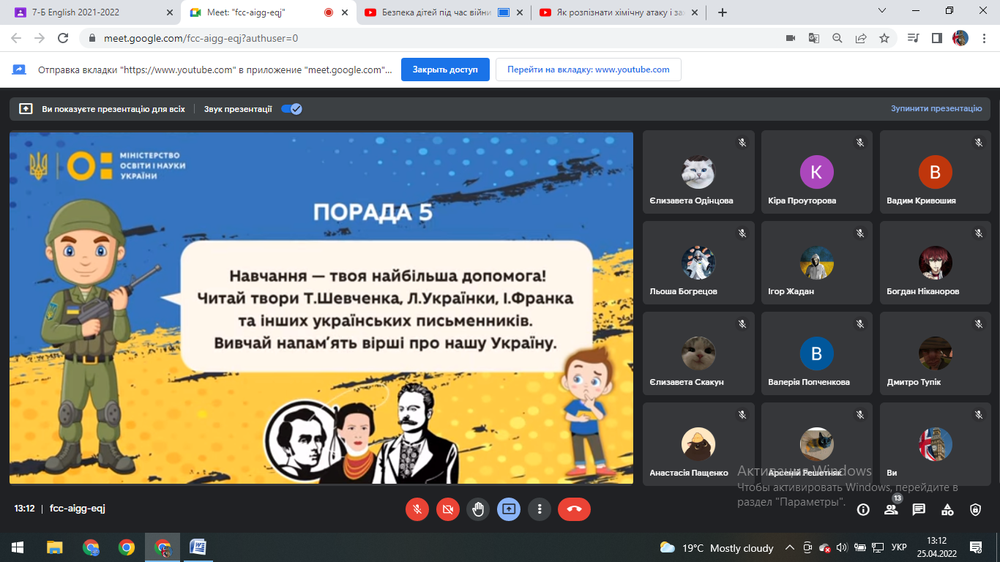 7-Б English 2021-2022
Meet: "fcc-aigg-eqj"
Безпека дітей під час війни
Як розпізнати хімічну атаку і зах
meet.google.com/fcc-aigg-eqj?authuser=0
Отправка вкладки "https://www.youtube.com" в приложение "meet.google.com"...
Закрыть доступ
Перейти на вкладку: www.youtube.com
Ви показуєте презентацію для всіх
Звук презентації
Зупинити презентацію
МІНІСТЕРСТВО
ОСВІТИ І НАУКИ
УКРАЇНИ
ПОРАДА 5
Навчання — твоя найбільша допомога!
Читай твори Т.Шевченка, Л.Українки, І.Франка
та інших українських письменників.
Вивчай напам’ять вірші про нашу Україну.
Єлизавета Одінцова
К
Кіра Проуторова
В
Вадим Кривошия
Льоша Богрецов
Ігор Жадан
Богдан Ніканоров
Єлизавета Скакун
В
Валерія Попченкова
Дмитро Тупік
Анастасія Пащенко
Арсеній Решетняк
Ви
Активация Windows
Чтобы активировать Windows, перейдите в
раздел "Параметры".
13:12
fcc-aigg-eqj
13
19°C Mostly cloudy
УКР
13:12
25.04.2022